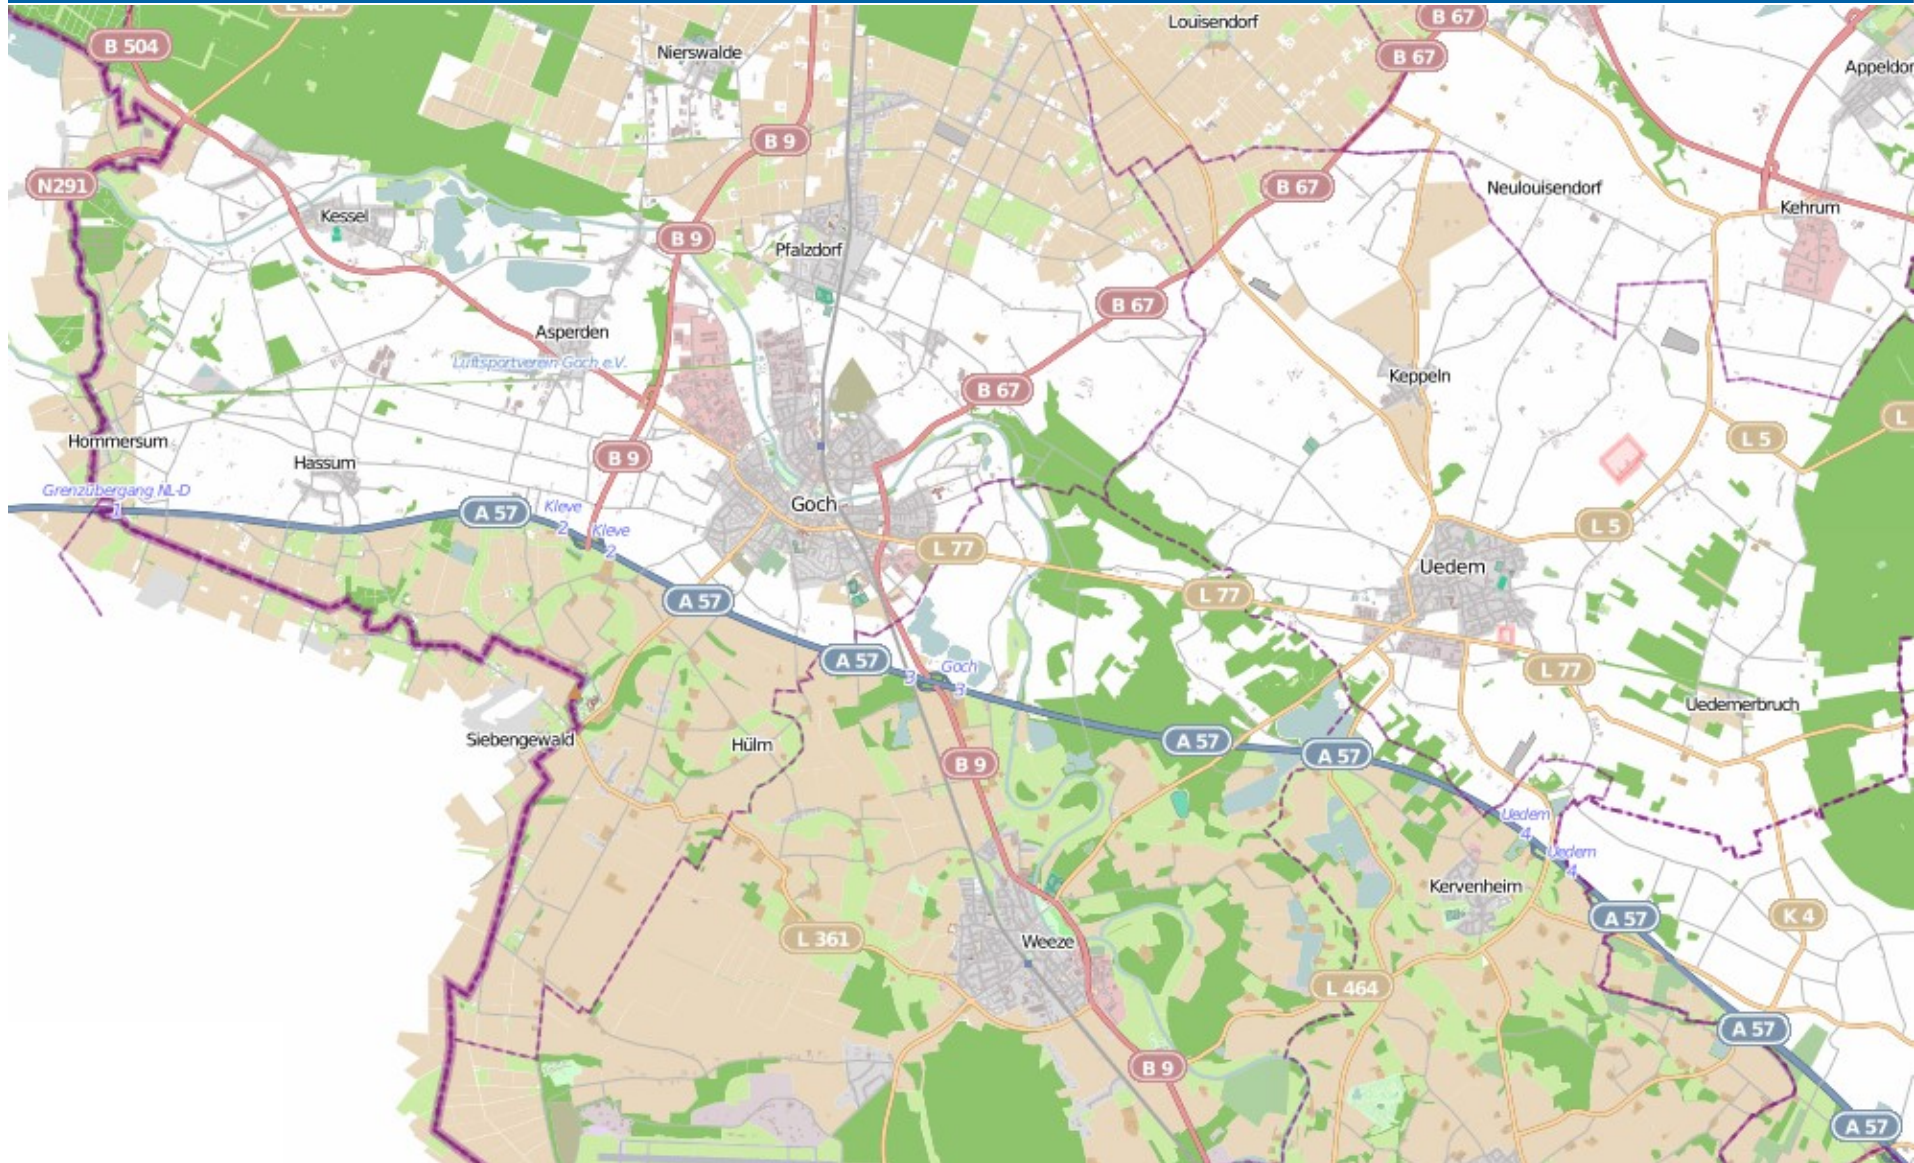 L 484
B 504
Nierswalde
Louisendorf
B 67
B 67
B 9
N291
Kessel
B 9
Pfalzdorf
B 67
Neulouisendorf
Kehrum
B 67
Asperden
Luftsportverein Goch e.V.
B 67
Keppeln
Hommersum
Hassum
B 9
L 5
L
Grenzübergang NL-D
1
A 57
Kleve
2
Kleve
2
Goch
L 77
L 5
Uedem
A 57
L 77
A 57
3
Goch
3
L 77
Uedemerbruch
Siebengewald
Hülm
B 9
A 57
A 57
Uedem
4
Uedem
4
Kervenheim
A 57
K 4
L 361
Weeze
L 464
A 57
B 9
A 57